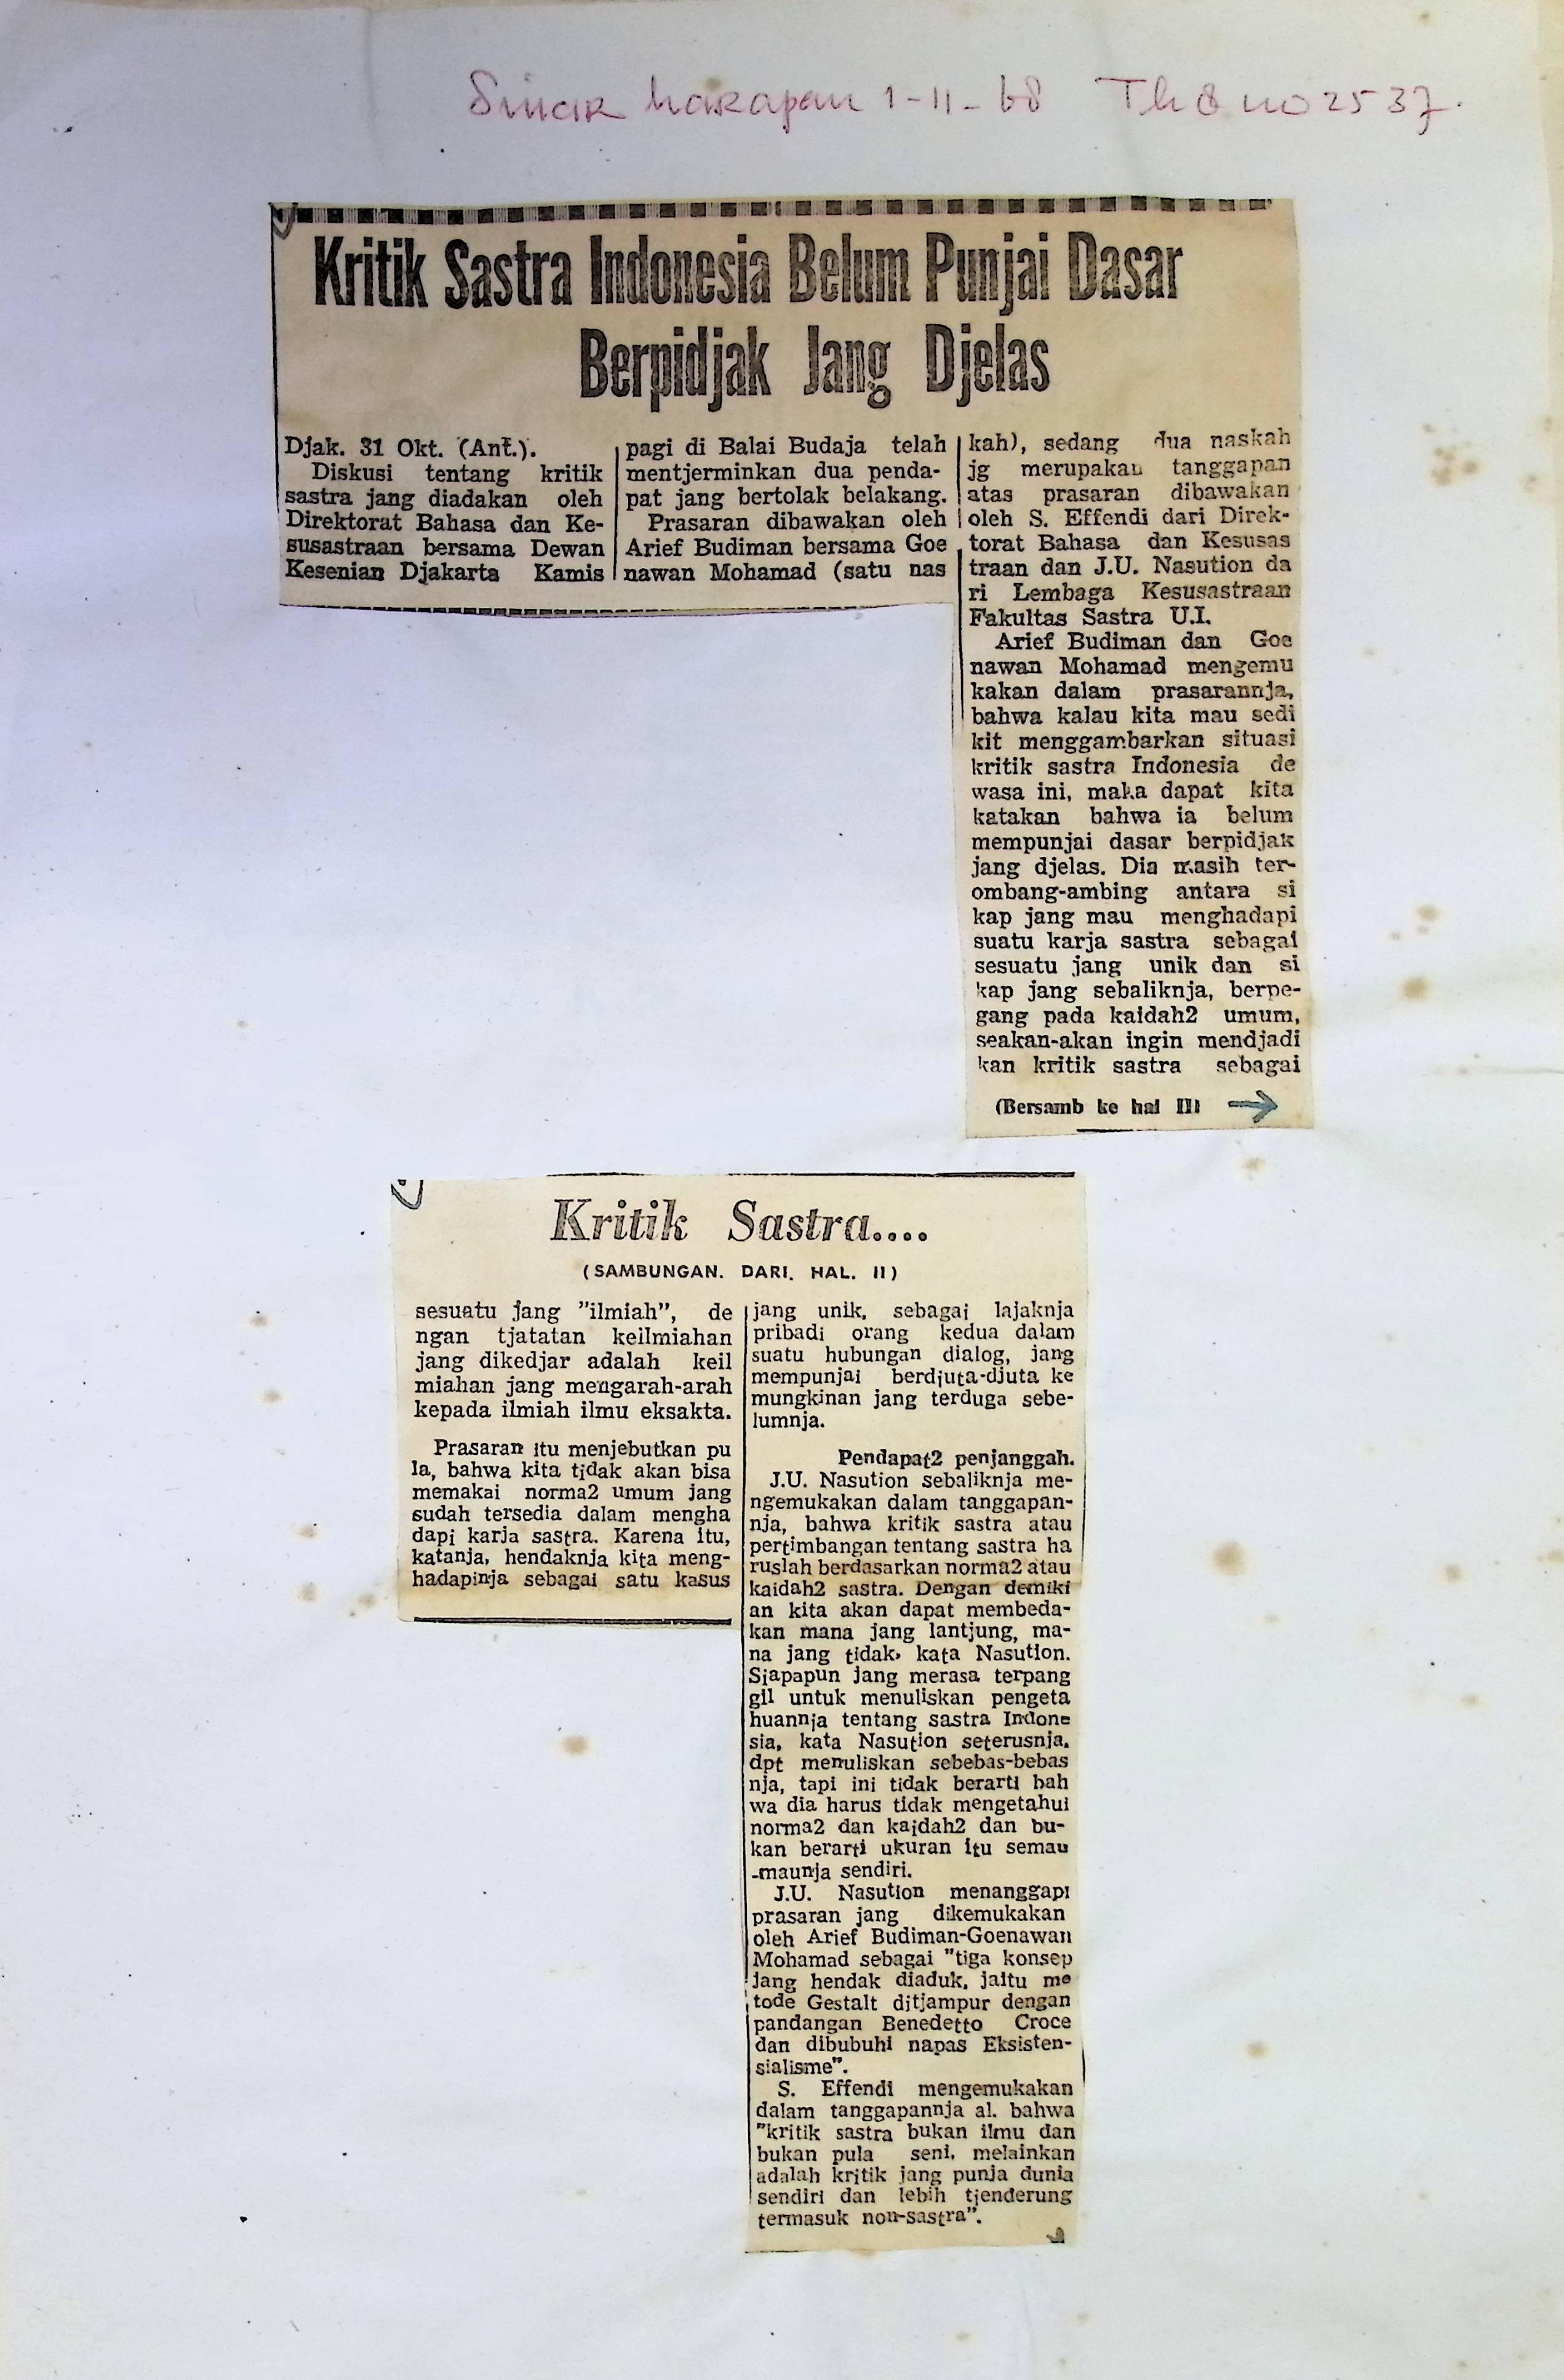 Sinar harapan 1-11-68 Th 8 no 2537.
Kritik Sastra Indonesia Belum Punjai Dasar
Berpidjak Jang Djelas
Djak. 31 Okt. (Ant.).
Diskusi tentang kritik
sastra jang diadakan oleh
Direktorat Bahasa dan Ke-
susastraan bersama Dewan
Kesenian Djakarta Kamis
pagi di Balai Budaja telah
mentjerminkan dua penda-
pat jang bertolak belakang.
Prasaran dibawakan oleh
Arief Budiman bersama Goe
nawan Mohamad (satu nas
kah), sedang dua naskah
jg merupakan tanggapan
atas prasaran dibawakan
oleh S. Effendi dari Direk-
torat Bahasa dan Kesusas
traan dan J.U. Nasution da
ri Lembaga Kesusastraan
Fakultas Sastra U.I.
Arief Budiman dan Goe
nawan Mohamad mengemu
kakan dalam prasarannja,
bahwa kalau kita mau sedi
kit menggambarkan situasi
kritik sastra Indonesia de
wasa ini, maka dapat kita
katakan bahwa ia belum
mempunjai dasar berpidjak
jang djelas. Dia masih ter-
ombang-ambing antara si
kap jang mau menghadapi
suatu karja sastra sebagai
sesuatu jang unik dan si
kap jang sebaliknja, berpe-
gang pada kaidah2 umum,
seakan-akan ingin mendjadi
kan kritik sastra sebagai
(Bersamb ke hal III)
Kritik Sastra....
(SAMBUNGAN. DARI. HAL. II)
sesuatu jang "ilmiah", de
ngan tjatatan keilmiahan
jang dikedjar adalah keil
miahan jang mengarah-arah
kepada ilmiah ilmu eksakta.
Prasaran itu menjebutkan pu
la, bahwa kita tidak akan bisa
memakai norma2 umum jang
sudah tersedia dalam mengha
dapi karja sastra. Karena itu,
katanja, hendaknja kita meng-
hadapinja sebagai satu kasus
jang unik, sebagai lajaknja
pribadi orang kedua dalam
suatu hubungan dialog, jang
mempunjai berdjuta-djuta ke
mungkinan jang terduga sebe-
lumnja.
Pendapat2 penjanggah.
J.U. Nasution sebaliknja me-
ngemukakan dalam tanggapan-
nja, bahwa kritik sastra atau
pertimbangan tentang sastra ha
ruslah berdasarkan norma2 atau
kaidah2 sastra. Dengan demiki
an kita akan dapat membeda-
kan mana jang lantjung, ma-
na jang tidak, kata Nasution.
Siapapun jang merasa terpang
gil untuk menuliskan pengeta
huannja tentang sastra Indone
sia, kata Nasution seterusnja,
dpt menuliskan sebebas-bebas
nja, tapi ini tidak berarti bah
wa dia harus tidak mengetahui
norma2 dan kaidah2 dan bu-
kan berarti ukuran itu semau
-maunja sendiri.
J.U. Nasution menanggapi
prasaran jang dikemukakan
oleh Arief Budiman-Goenawan
Mohamad sebagai "tiga konsep
jang hendak diaduk, jaitu me
tode Gestalt ditjampur dengan
pandangan Benedetto Croce
dan dibubuhi napas Eksisten-
sialisme".
S. Effendi mengemukakan
dalam tanggapannja al. bahwa
"kritik sastra bukan ilmu dan
bukan pula seni, melainkan
adalah kritik jang punja dunia
sendiri dan lebih tjenderung
termasuk non-sastra".